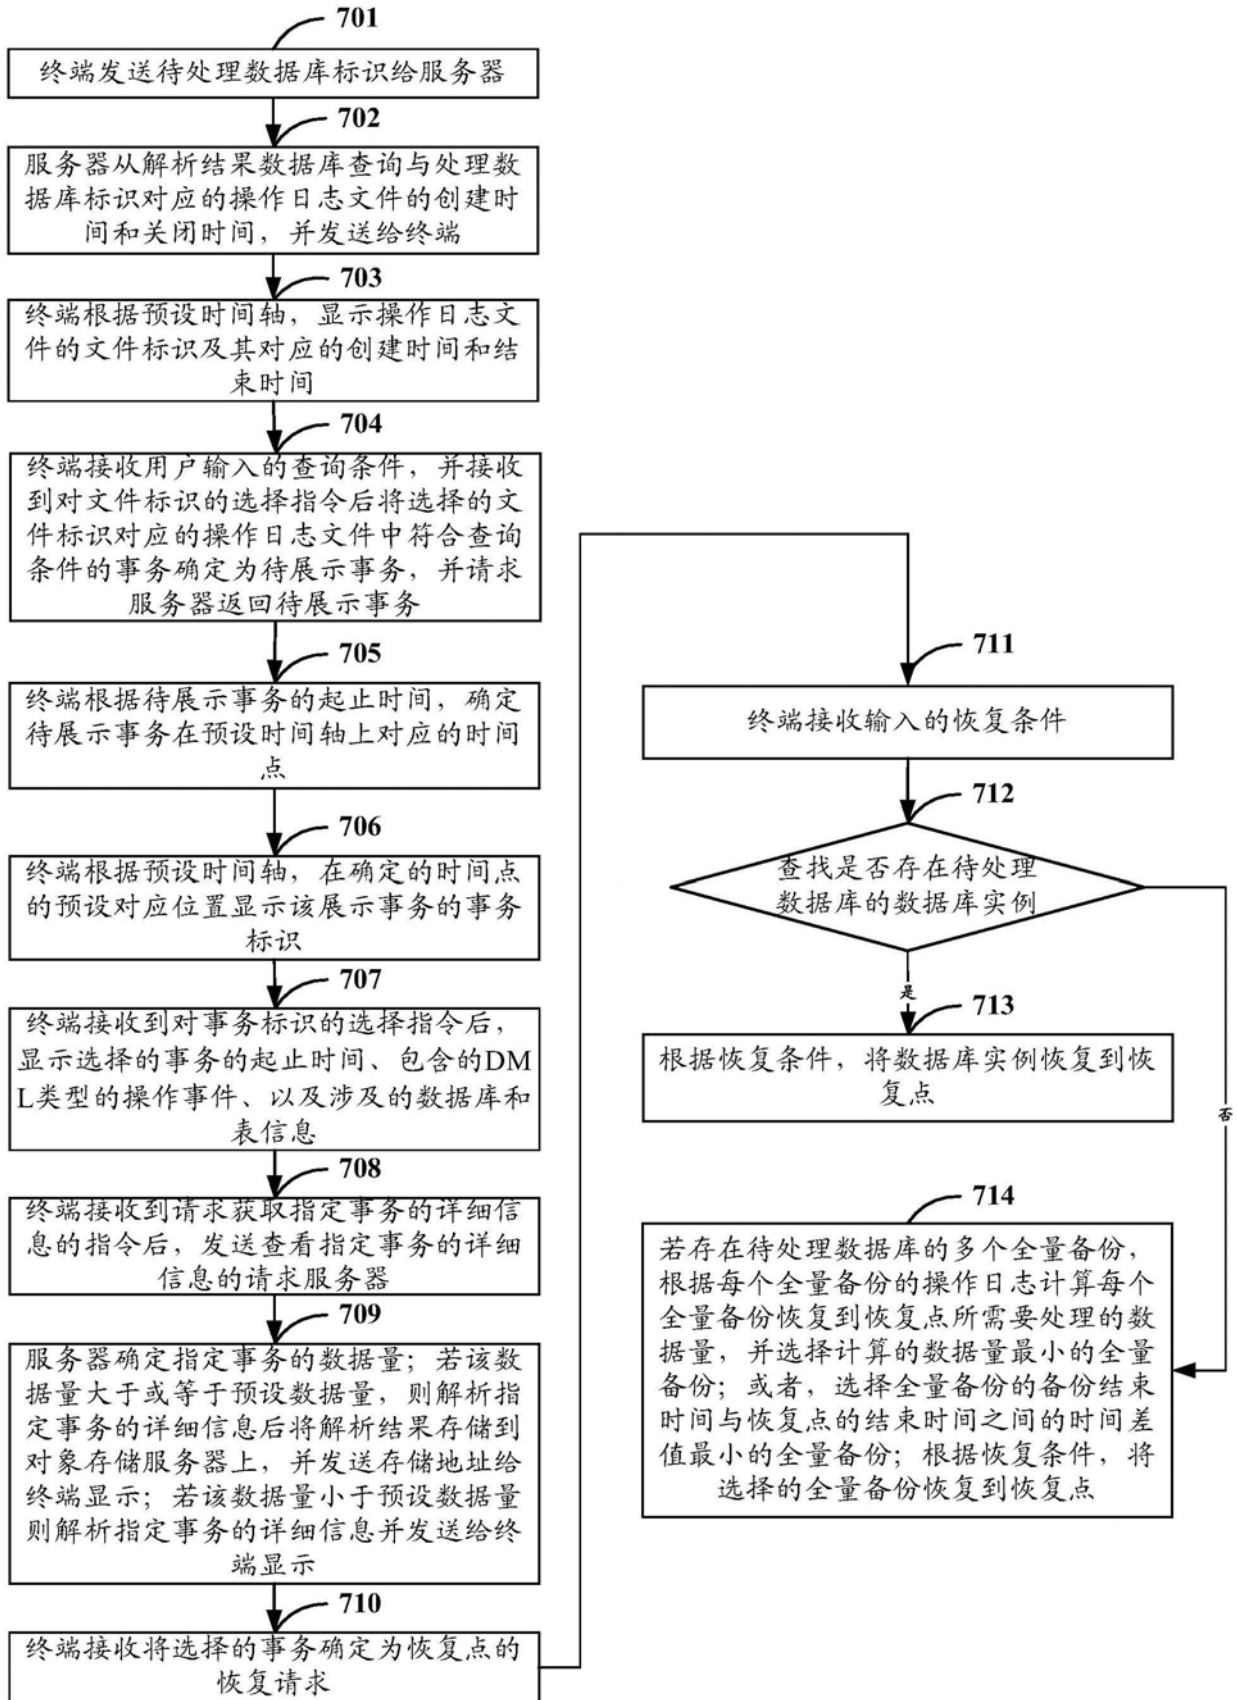 701
终端发送待处理数据库标识给服务器
702
服务器从解析结果数据库查询与处理数
据库标识对应的操作日志文件的创建时
间和关闭时间，并发送给终端
703
终端根据预设时间轴，显示操作日志文
件的文件标识及其对应的创建时间和结
束时间
704
终端接收用户输入的查询条件，并接收
到对文件标识的选择指令后将选择的文
件标识对应的操作日志文件中符合查询
条件的事务确定为待展示事务，并请求
服务器返回待展示事务
705
终端根据待展示事务的起止时间，确定
待展示事务在预设时间轴上对应的时间
点
706
终端根据预设时间轴，在确定的时间点
的预设对应位置显示该展示事务的事务
标识
707
终端接收到对事务标识的选择指令后，
显示选择的事务的起止时间、包含的DM
L类型的操作事件、以及涉及的数据库和
表信息
708
终端接收到请求获取指定事务的详细信
息的指令后，发送查看指定事务的详细
信息的请求服务器
709
服务器确定指定事务的数据量；若该数
据量大于或等于预设数据量，则解析指
定事务的详细信息后将解析结果存储到
对象存储服务器上，并发送存储地址给
终端显示；若该数据量小于预设数据量
则解析指定事务的详细信息并发送给终
端显示
710
终端接收将选择的事务确定为恢复点的
恢复请求
711
终端接收输入的恢复条件
712
查找是否存在待处理
数据库的数据库实例
是
713
根据恢复条件，将数据库实例恢复到恢
复点
否
714
若存在待处理数据库的多个全量备份，
根据每个全量备份的操作日志计算每个
全量备份恢复到恢复点所需要处理的数
据量，并选择计算的数据量最小的全量
备份；或者，选择全量备份的备份结束
时间与恢复点的结束时间之间的时间差
值最小的全量备份；根据恢复条件，将
选择的全量备份恢复到恢复点